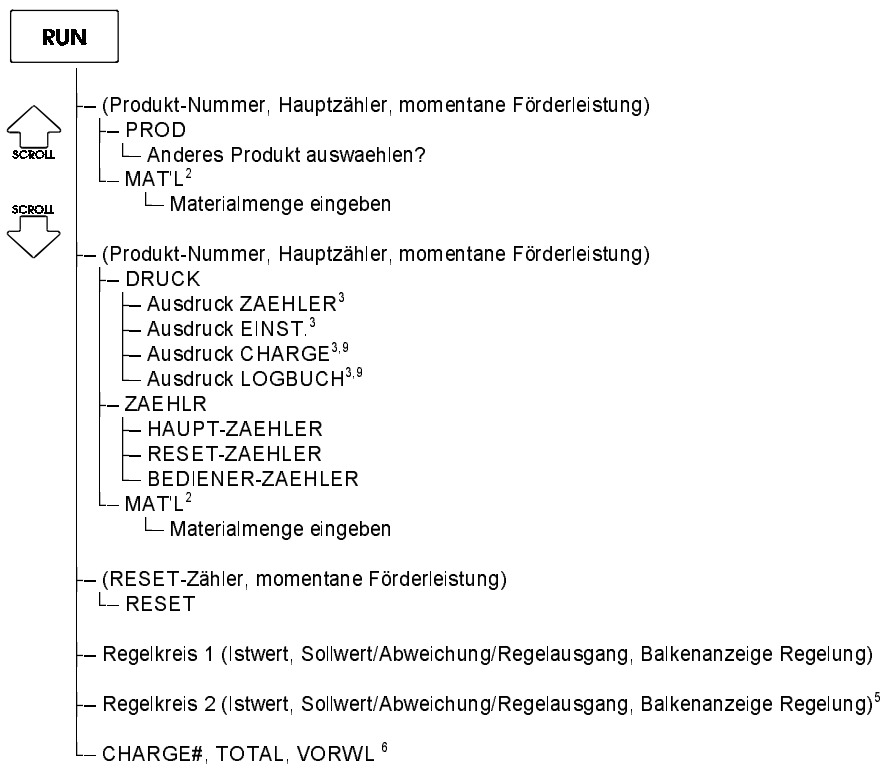 RUN
(Produkt-Nummer, Hauptzähler, momentane Förderleistung)
PROD
SCROLL
Anderes Produkt auswaehlen?
MAT'L²
Materialmenge eingeben
SCROLL
(Produkt-Nummer, Hauptzähler, momentane Förderleistung)
DRUCK
Ausdruck ZAEHLER³
Ausdruck EINST.³
Ausdruck CHARGE³,⁹
Ausdruck LOGBUCH³,⁹
ZAEHLR
HAUPT-ZAEHLER
RESET-ZAEHLER
BEDIENER-ZAEHLER
MAT'L²
Materialmenge eingeben
(RESET-Zähler, momentane Förderleistung)
RESET
Regelkreis 1 (Istwert, Sollwert/Abweichung/Regelausgang, Balkenanzeige Regelung)
Regelkreis 2 (Istwert, Sollwert/Abweichung/Regelausgang, Balkenanzeige Regelung)⁵
CHARGE#, TOTAL, VORWL ⁶